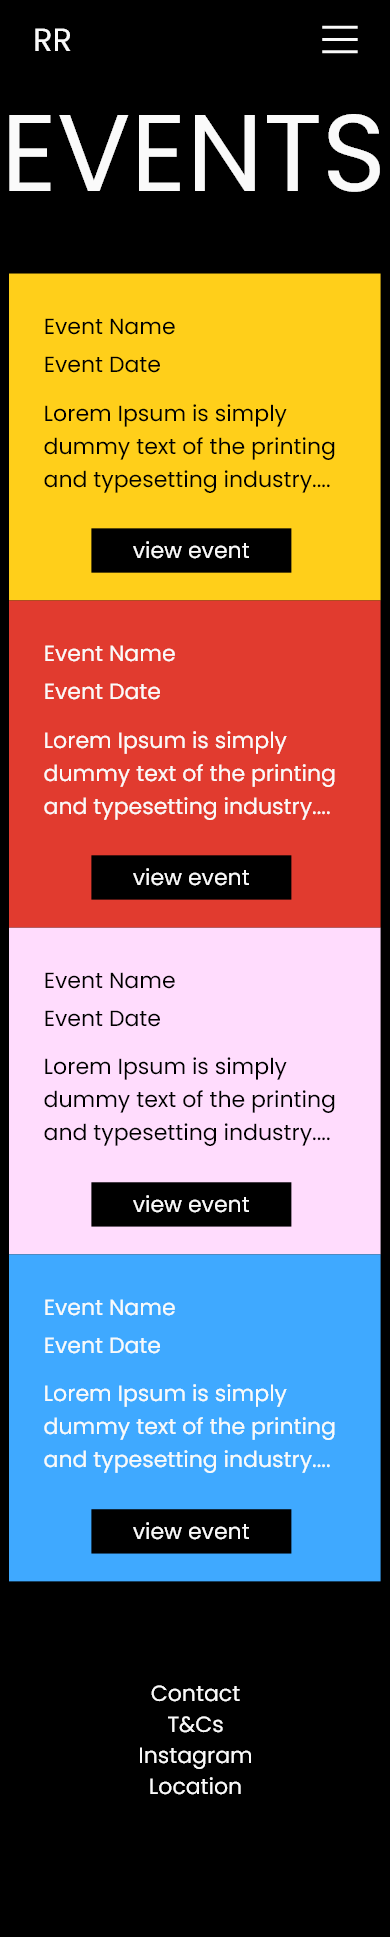 RR
EVENTS
Event Name
Event Date
Lorem Ipsum is simply
dummy text of the printing
and typesetting industry....
view event
Event Name
Event Date
Lorem Ipsum is simply
dummy text of the printing
and typesetting industry....
view event
Event Name
Event Date
Lorem Ipsum is simply
dummy text of the printing
and typesetting industry....
view event
Event Name
Event Date
Lorem Ipsum is simply
dummy text of the printing
and typesetting industry....
view event
Contact
T&Cs
Instagram
Location